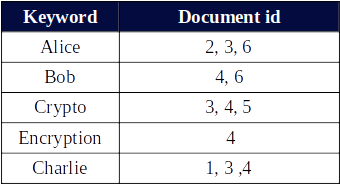 Keyword Document id
Alice 2, 3, 6
Bob 4, 6
Crypto 3, 4, 5
Encryption 4
Charlie 1, 3 ,4